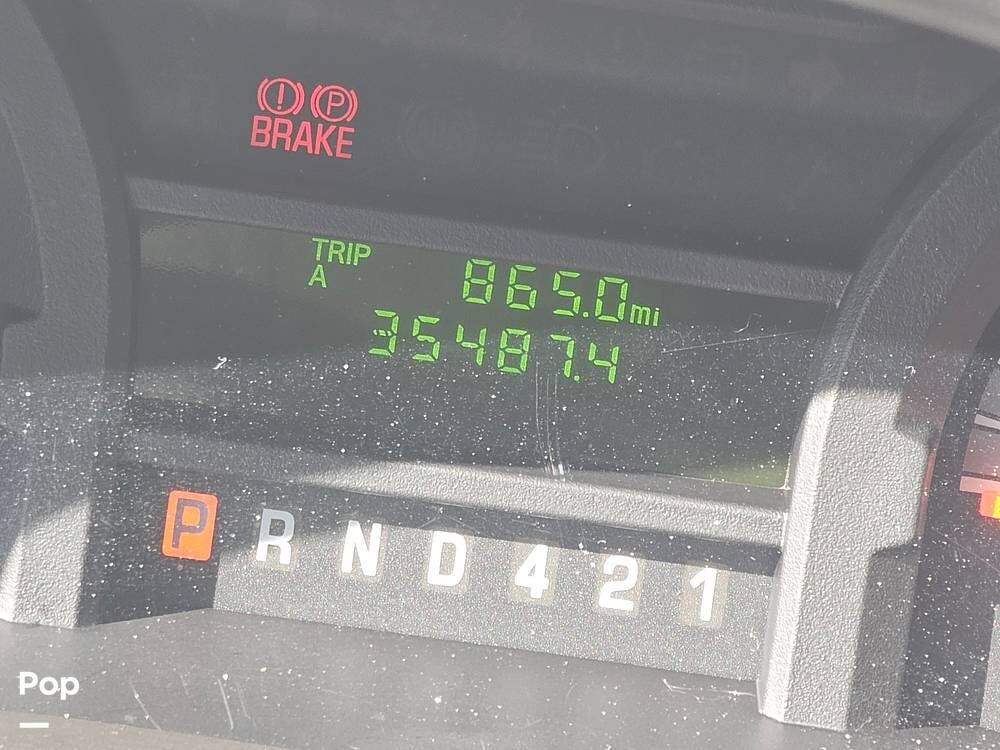 (!) (P)
BRAKE
TRIP
A
865.0mi
35487.4
P R N D 4 2 1
Pop